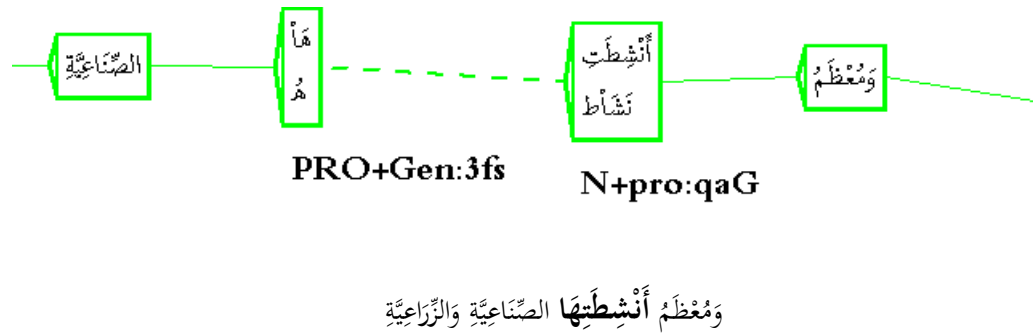 وَمُعْظَمُ
أَنْشِطَتِ
نَشَاْط
هَاْ
هُ
الصِّنَاعِيَّةِ
PRO+Gen:3fs
N+pro:qaG
وَمُعْظَمُ أَنْشِطَتِهَا الصِّنَاعِيَّةِ وَالزِّرَاعِيَّةِ